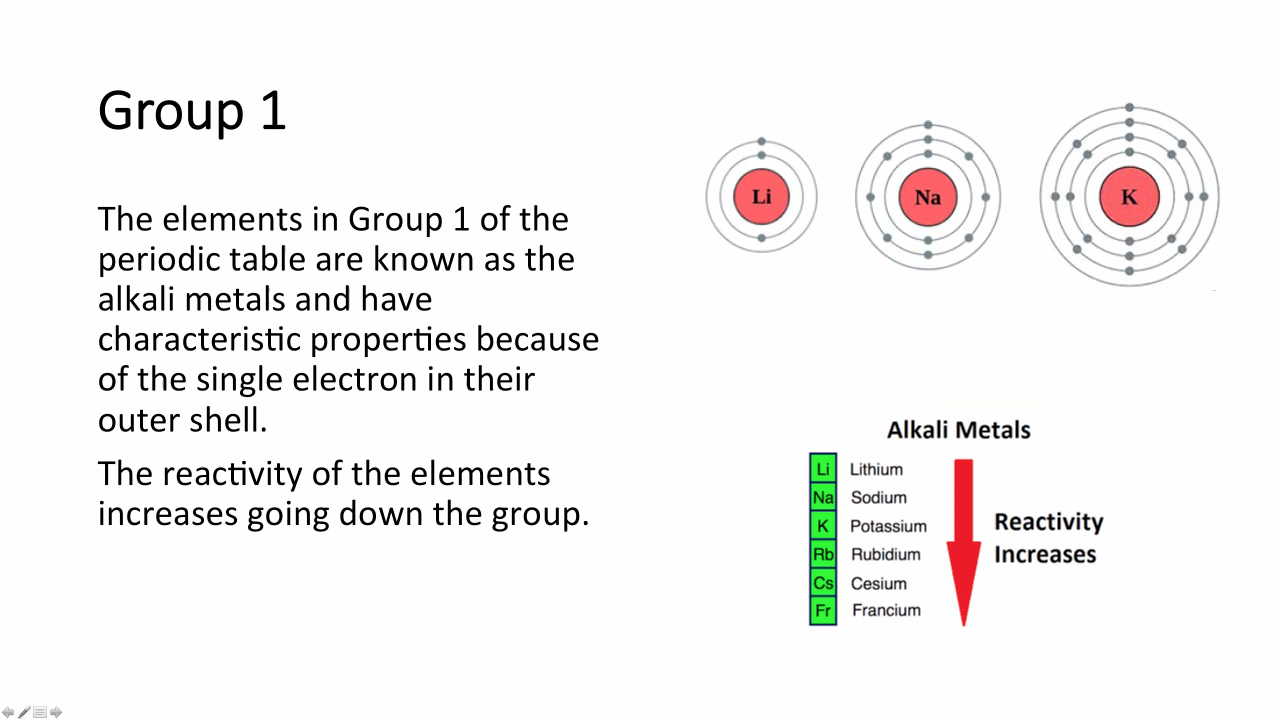 Group 1
The elements in Group 1 of the
periodic table are known as the
alkali metals and have
characteristic properties because
of the single electron in their
outer shell.
The reactivity of the elements
increases going down the group.
Li
Na
K
Alkali Metals
Li Lithium
Na Sodium
K Potassium
Rb Rubidium
Cs Cesium
Fr Francium
Reactivity
Increases